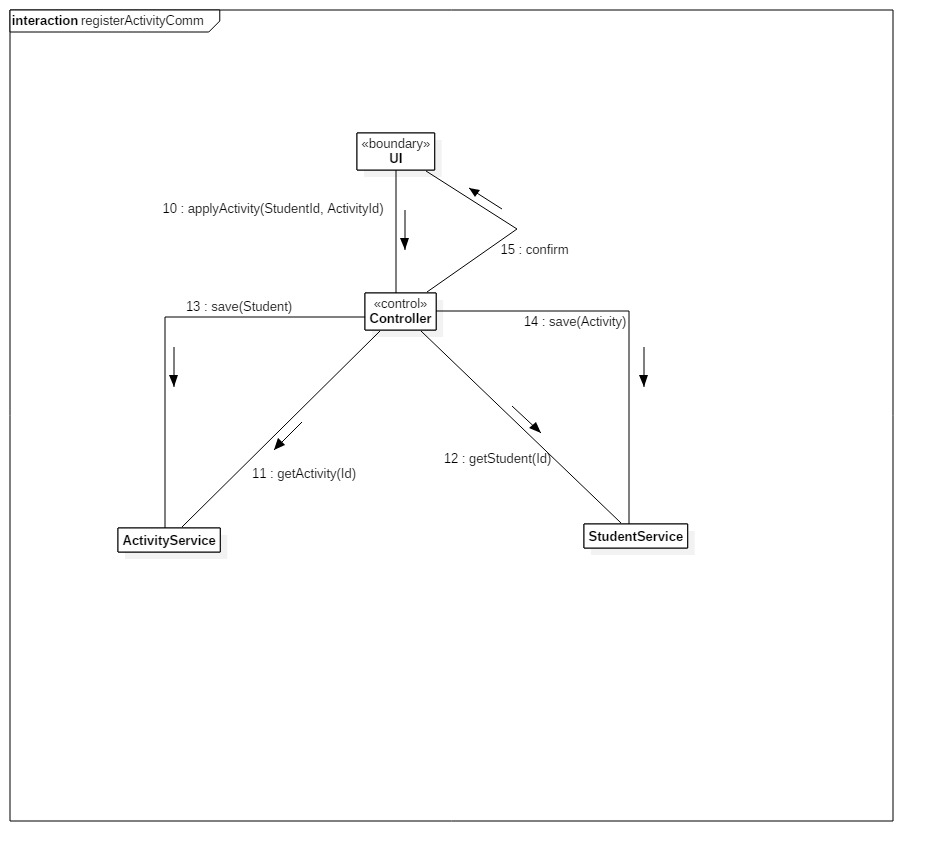 interaction registerActivityComm
«boundary»
UI
10 : applyActivity(StudentId, ActivityId)
15 : confirm
«control»
Controller
13 : save(Student)
14 : save(Activity)
12 : getStudent(Id)
11 : getActivity(Id)
ActivityService
StudentService